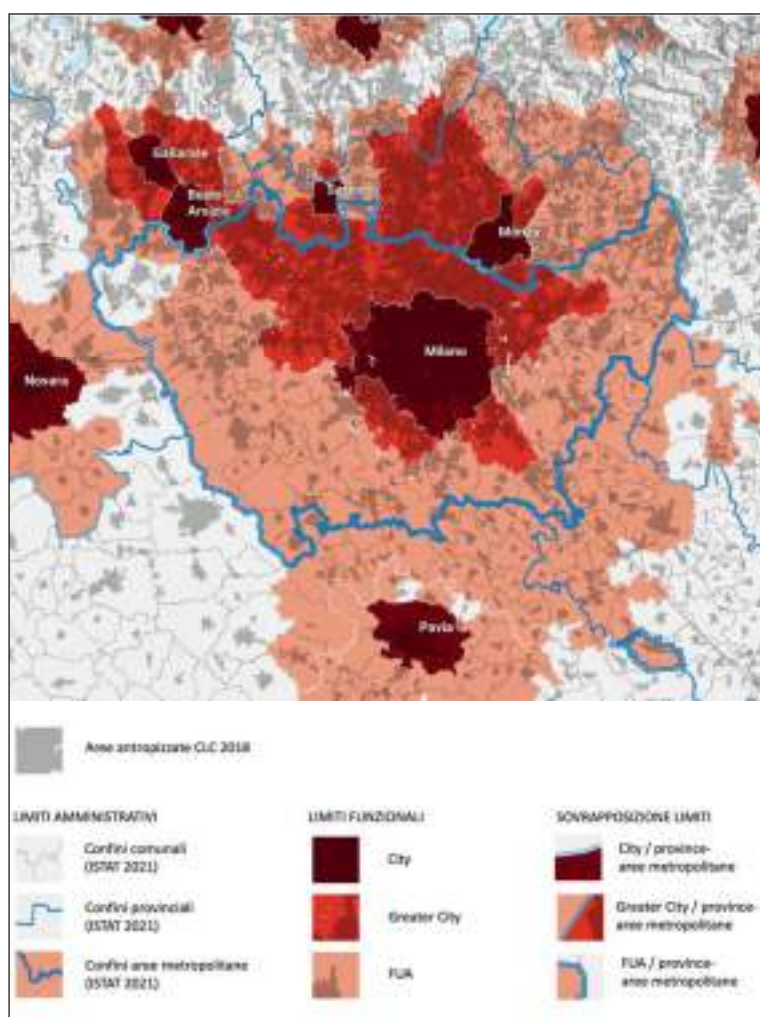 Gallarate
Busto
Arsizio
Monza
Milano
Novara
Pavia
Aree antropizzate CLC 2018
LIMITI AMMINISTRATIVI
Confini comunali
(ISTAT 2021)
Confini provinciali
(ISTAT 2021)
Confini aree metropolitane
(ISTAT 2021)
LIMITI FUNZIONALI
City
Greater City
FUA
SOVRAPPOSIZIONE LIMITI
City / province-
aree metropolitane
Greater City / province-
aree metropolitane
FUA / province-
aree metropolitane